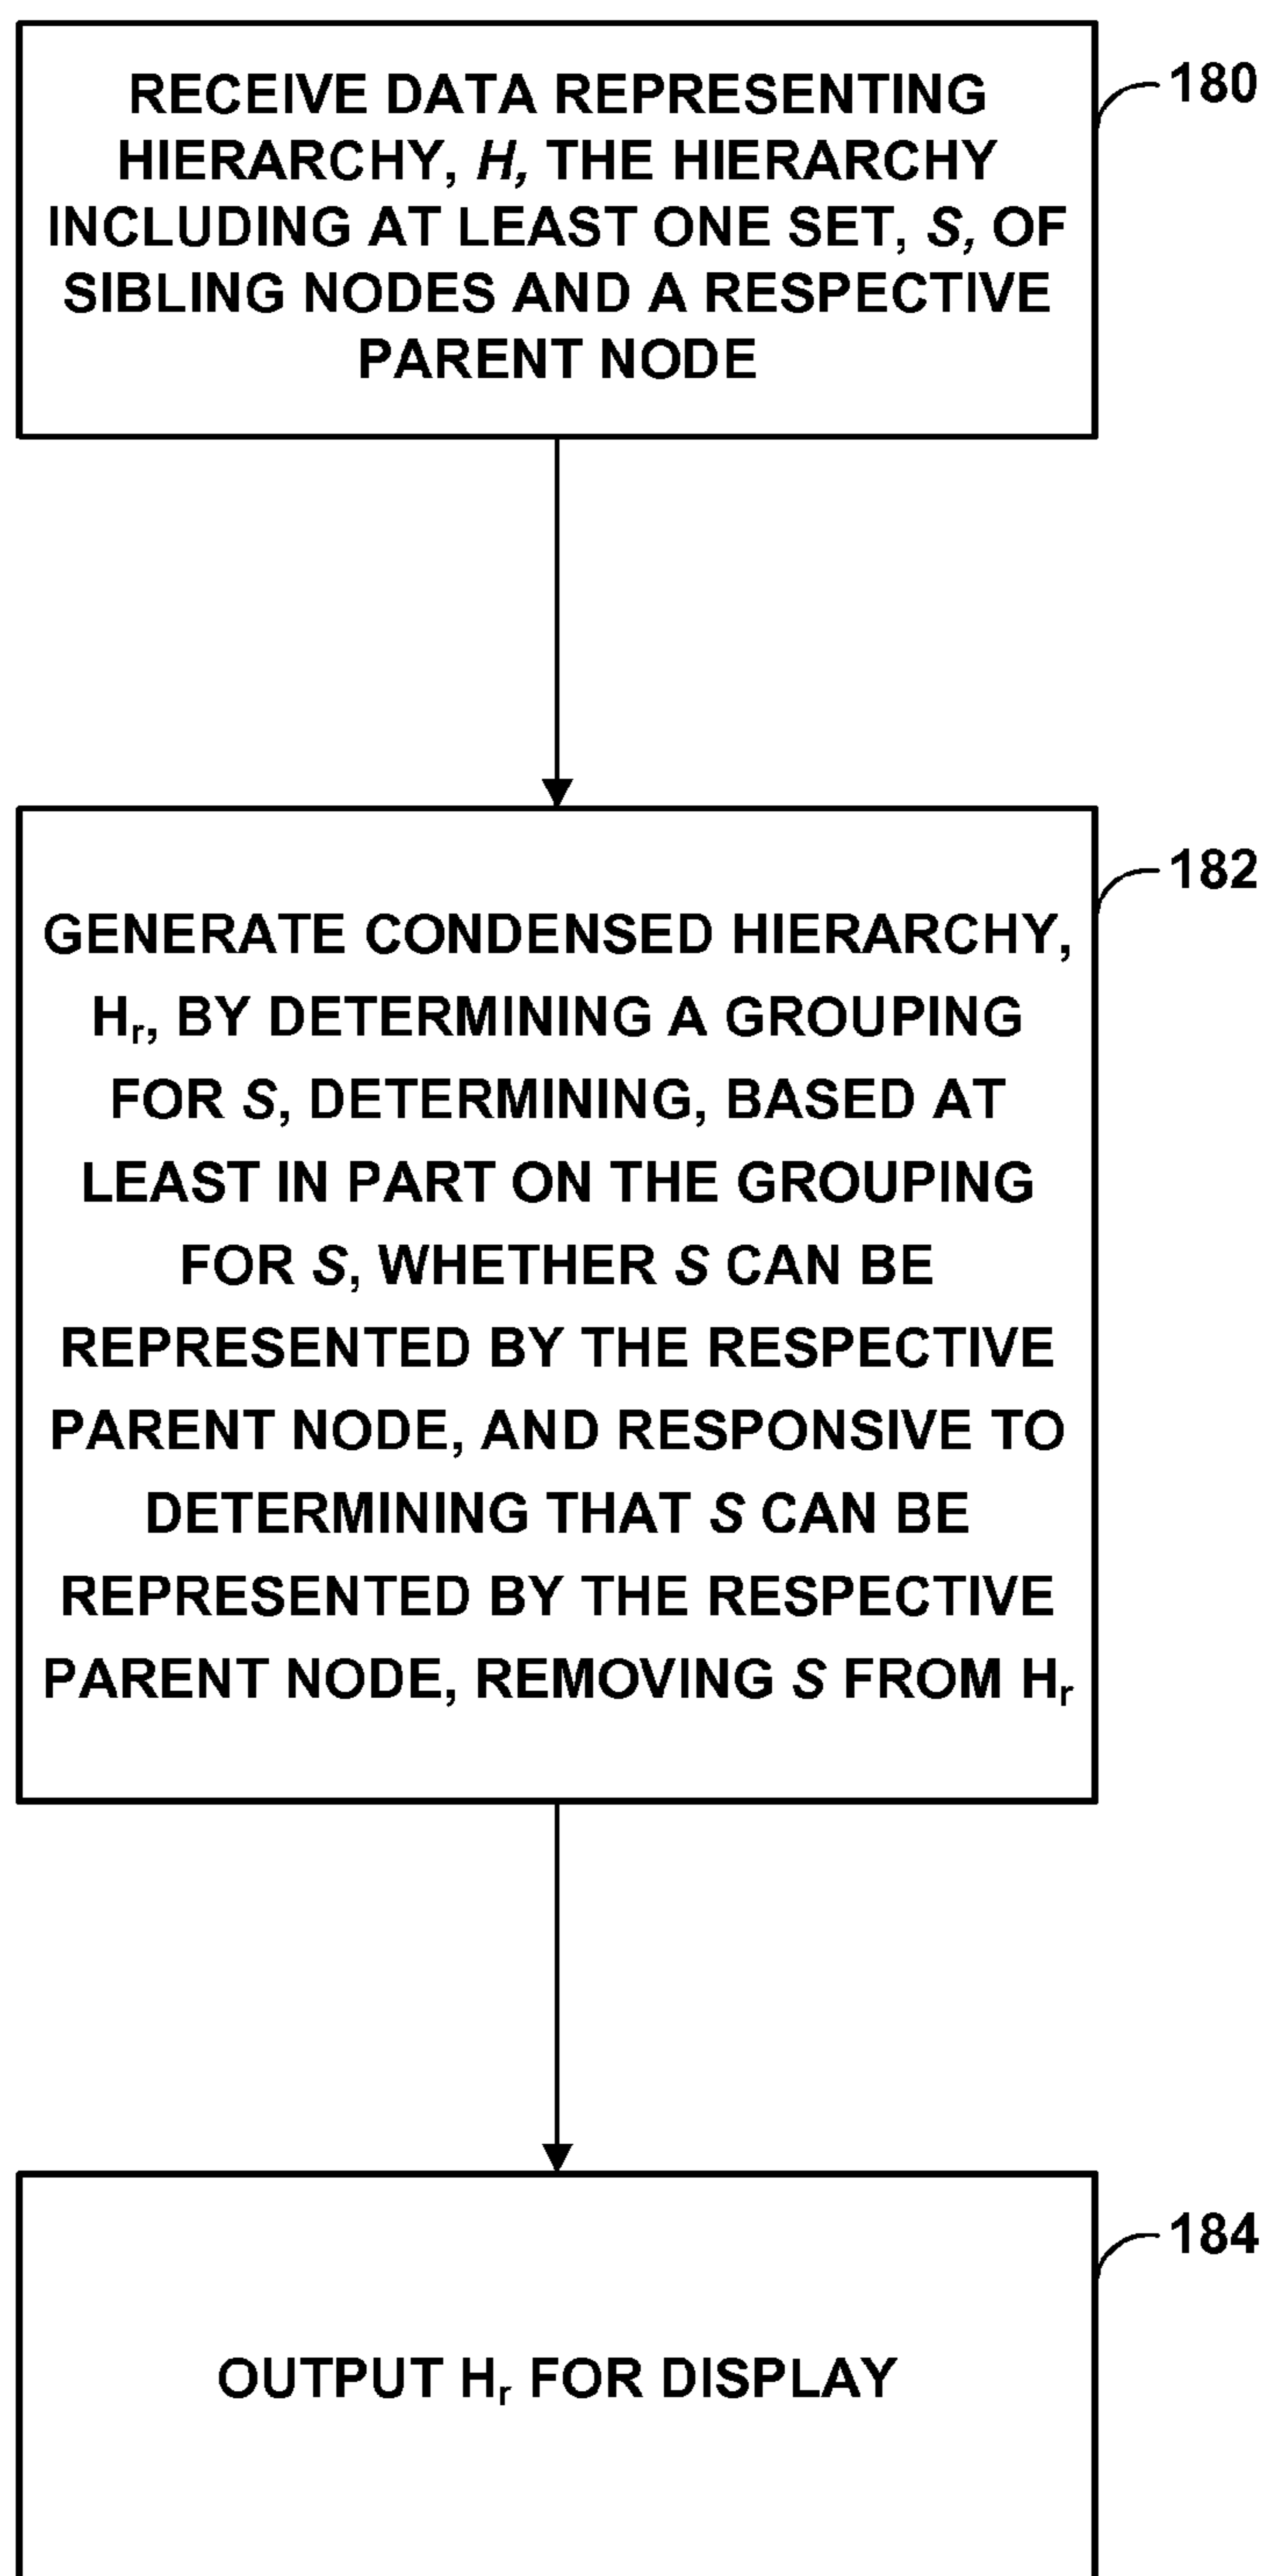 RECEIVE DATA REPRESENTING
HIERARCHY, H, THE HIERARCHY
INCLUDING AT LEAST ONE SET, S, OF
SIBLING NODES AND A RESPECTIVE
PARENT NODE
180
GENERATE CONDENSED HIERARCHY,
Hr, BY DETERMINING A GROUPING
FOR S, DETERMINING, BASED AT
LEAST IN PART ON THE GROUPING
FOR S, WHETHER S CAN BE
REPRESENTED BY THE RESPECTIVE
PARENT NODE, AND RESPONSIVE TO
DETERMINING THAT S CAN BE
REPRESENTED BY THE RESPECTIVE
PARENT NODE, REMOVING S FROM Hr
182
OUTPUT Hr FOR DISPLAY
184